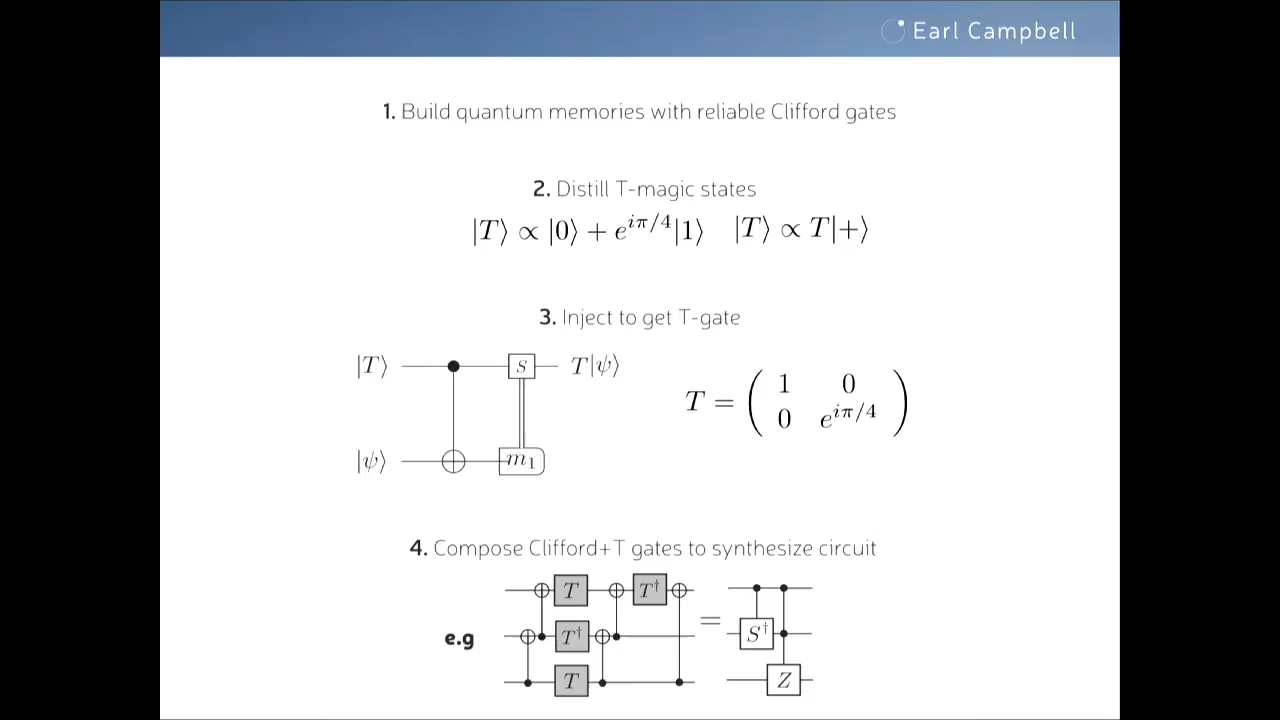 Earl Campbell
1. Build quantum memories with reliable Clifford gates
2. Distill T-magic states
|T⟩ ∝ |0⟩ + e^{iπ/4}|1⟩ |T⟩ ∝ T|+⟩
3. Inject to get T-gate
|T⟩ S T|ψ⟩
T = ( 1 0
0 e^{iπ/4} )
|ψ⟩ m₁
4. Compose Clifford+T gates to synthesize circuit
T T†
e.g T† = S†
T Z